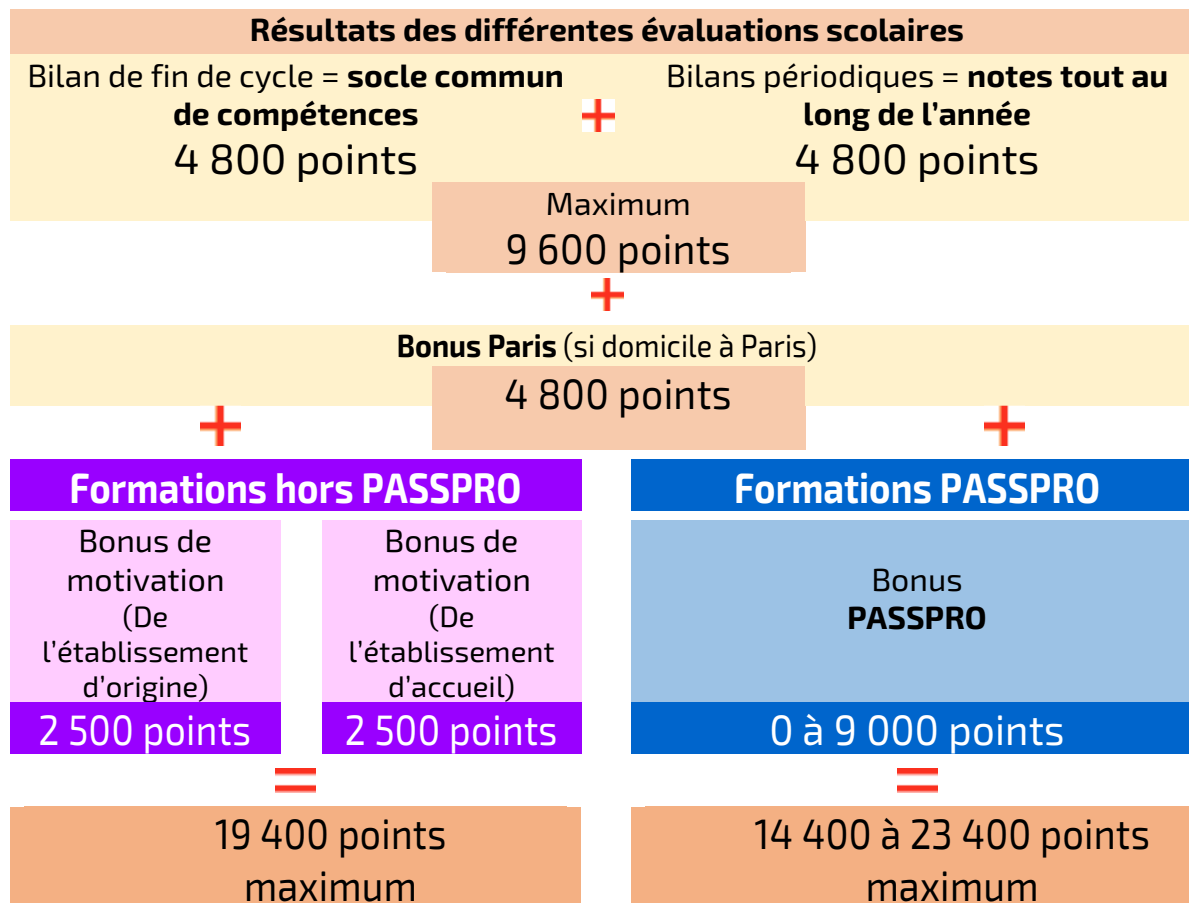 Résultats des différentes évaluations scolaires
Bilan de fin de cycle = socle commun
de compétences
4 800 points
+
Bilans périodiques = notes tout au
long de l'année
4 800 points
Maximum
9 600 points
+
Bonus Paris (si domicile à Paris)
4 800 points
+
+
Formations hors PASSPRO
Bonus de
motivation
(De
l'établissement
d'origine)
2 500 points
Bonus de
motivation
(De
l'établissement
d'accueil)
2 500 points
=
19 400 points
maximum
Formations PASSPRO
Bonus
PASSPRO
0 à 9 000 points
=
14 400 à 23 400 points
maximum